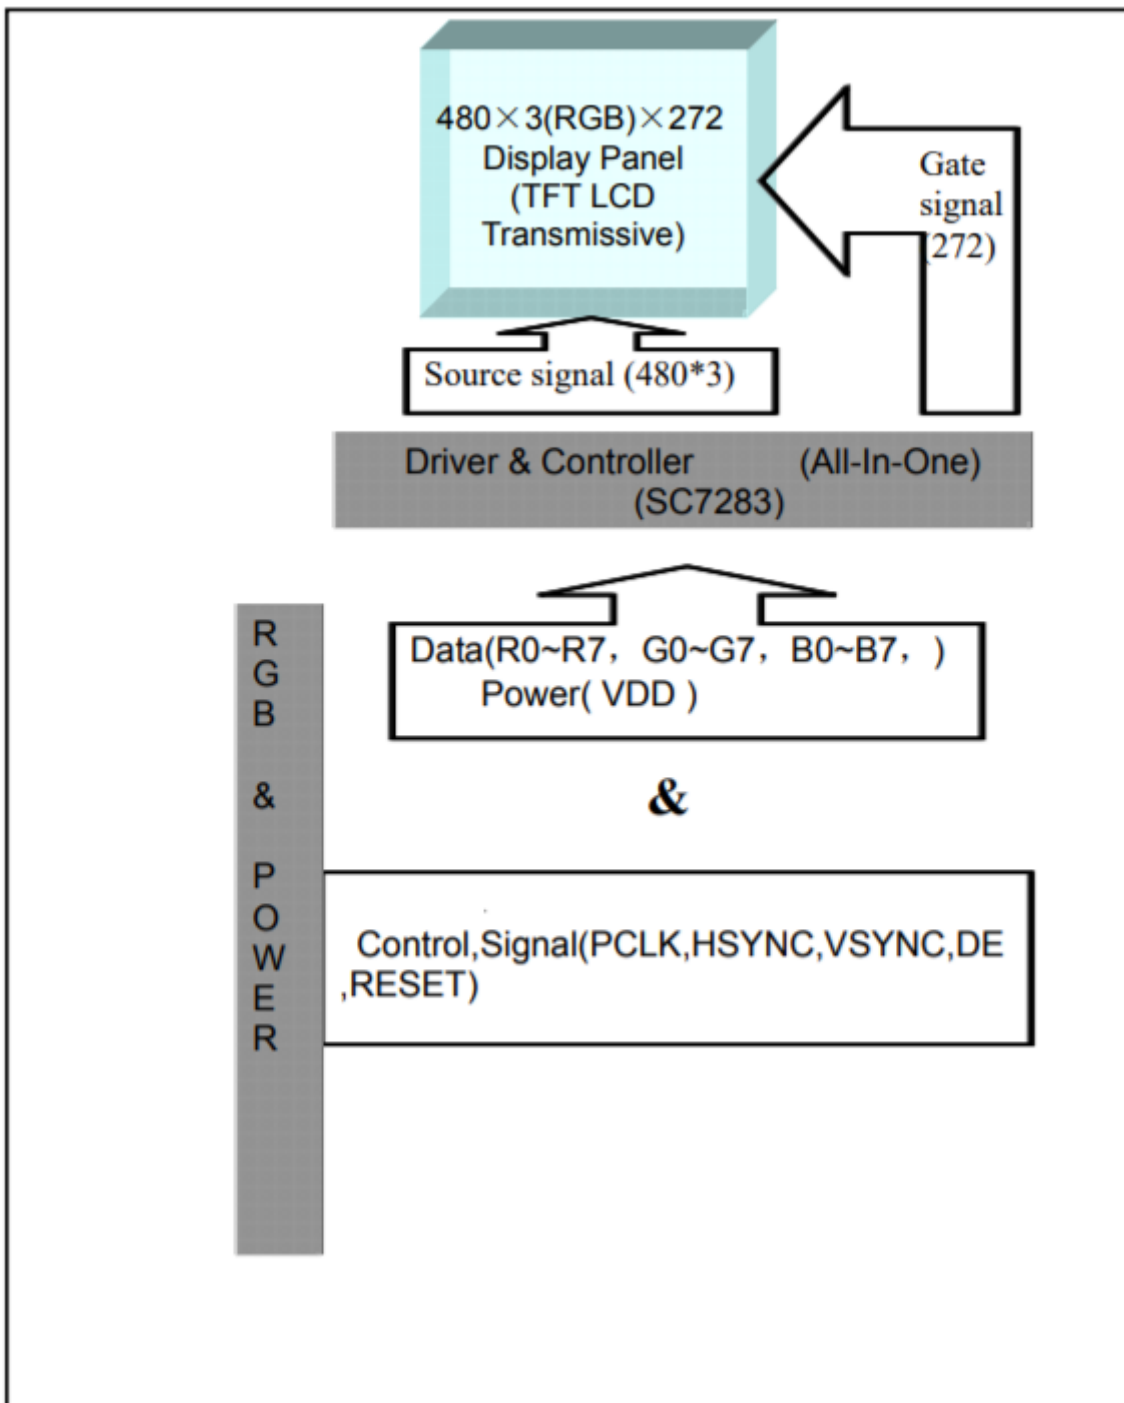 480×3(RGB)×272
Display Panel
(TFT LCD
Transmissive)
Gate
signal
(272)
Source signal (480*3)
Driver & Controller (All-In-One)
(SC7283)
R
G
B
&
P
O
W
E
R
Data(R0~R7，G0~G7，B0~B7，)
Power( VDD )
&
Control,Signal(PCLK,HSYNC,VSYNC,DE
,RESET)